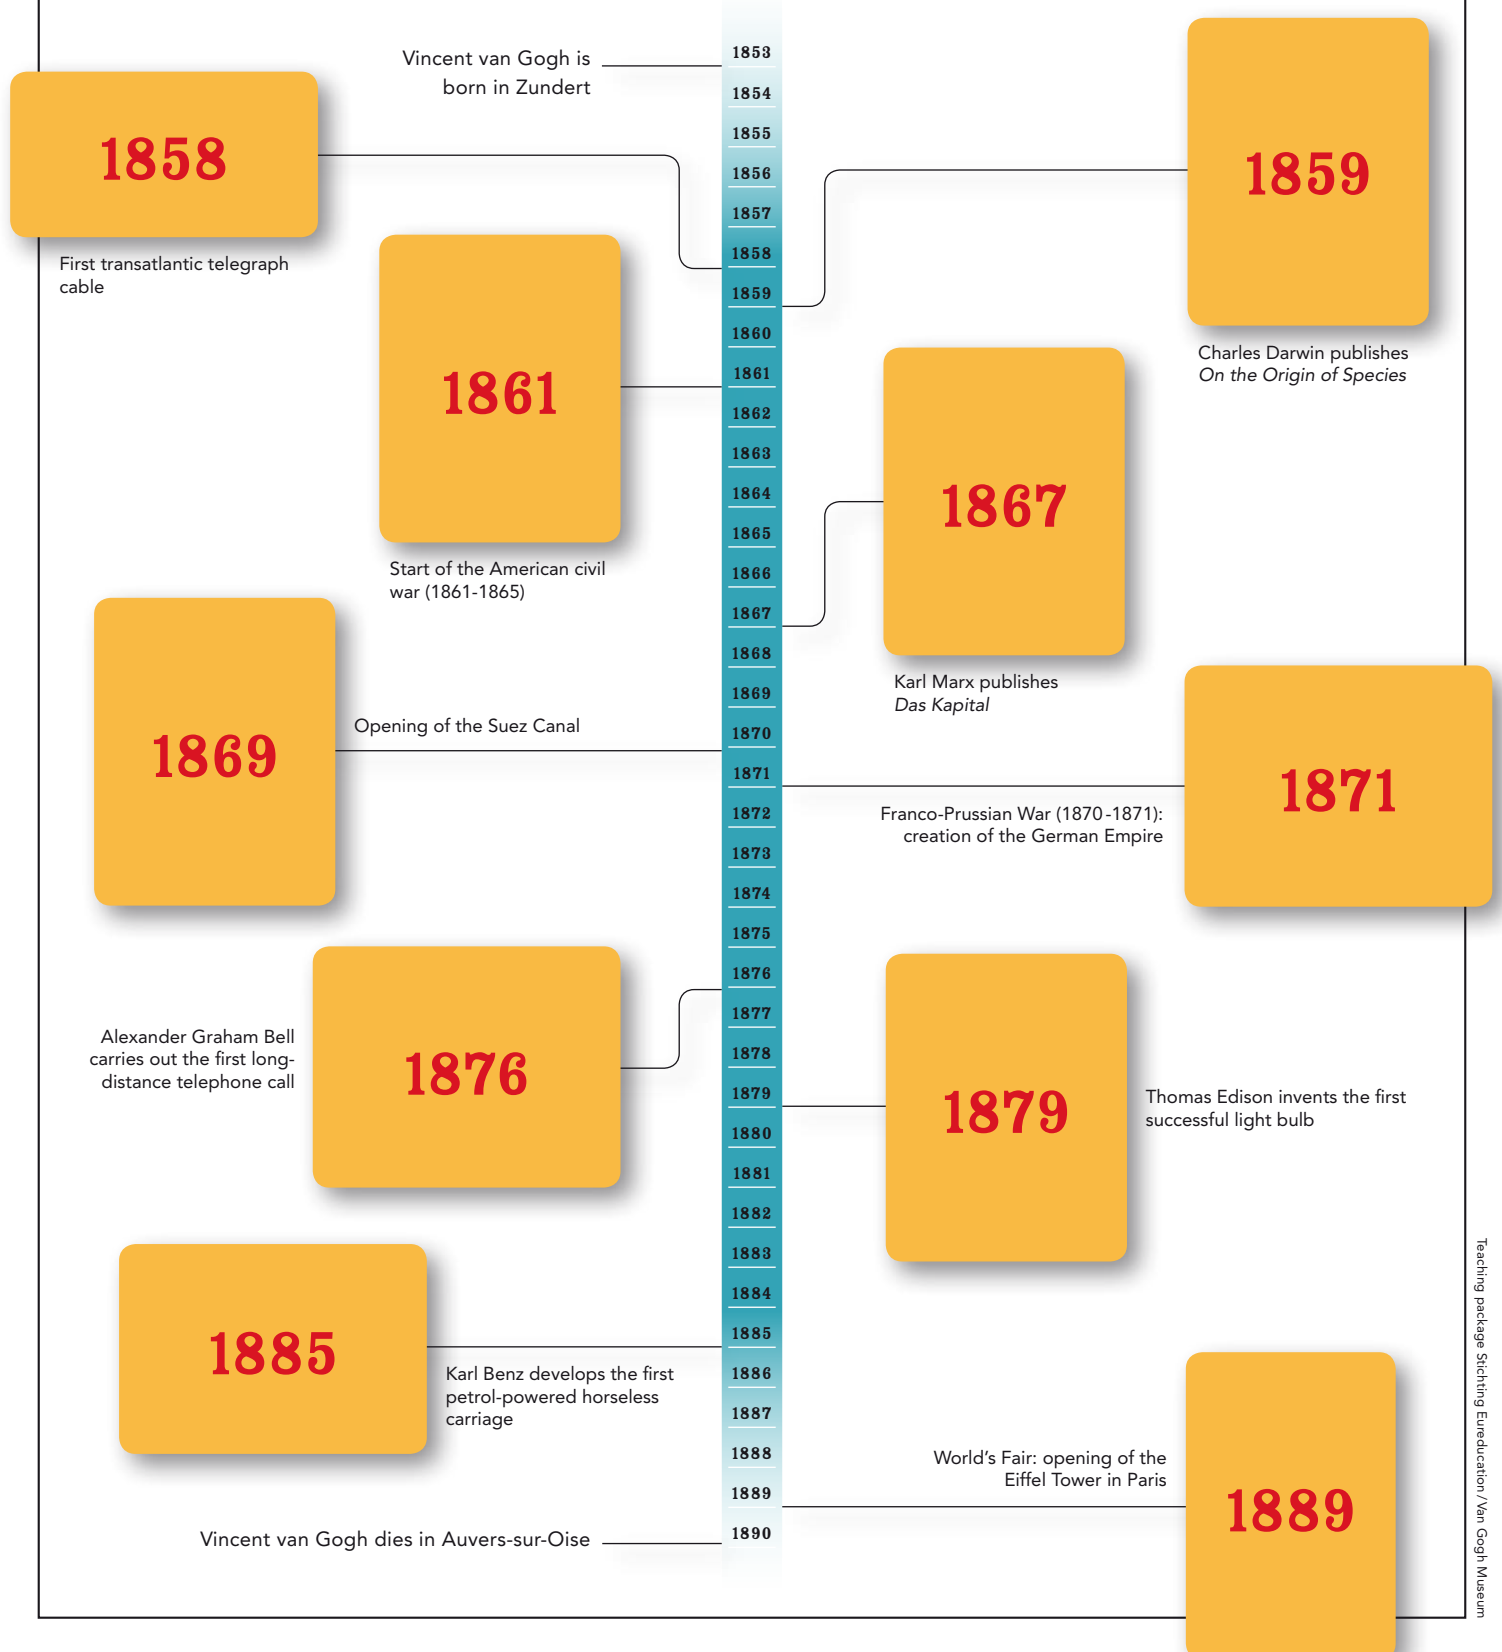 Vincent van Gogh is
born in Zundert
1858
First transatlantic telegraph
cable
1859
Charles Darwin publishes
On the Origin of Species
1861
Start of the American civil
war (1861-1865)
1867
Karl Marx publishes
Das Kapital
1869
Opening of the Suez Canal
1871
Franco-Prussian War (1870-1871):
creation of the German Empire
1876
Alexander Graham Bell
carries out the first long-
distance telephone call
1879
Thomas Edison invents the first
successful light bulb
1885
Karl Benz develops the first
petrol-powered horseless
carriage
World's Fair: opening of the
Eiffel Tower in Paris
1889
Vincent van Gogh dies in Auvers-sur-Oise
1853
1854
1855
1856
1857
1858
1859
1860
1861
1862
1863
1864
1865
1866
1867
1868
1869
1870
1871
1872
1873
1874
1875
1876
1877
1878
1879
1880
1881
1882
1883
1884
1885
1886
1887
1888
1889
1890
Teaching package Stichting Eureducation / Van Gogh Museum